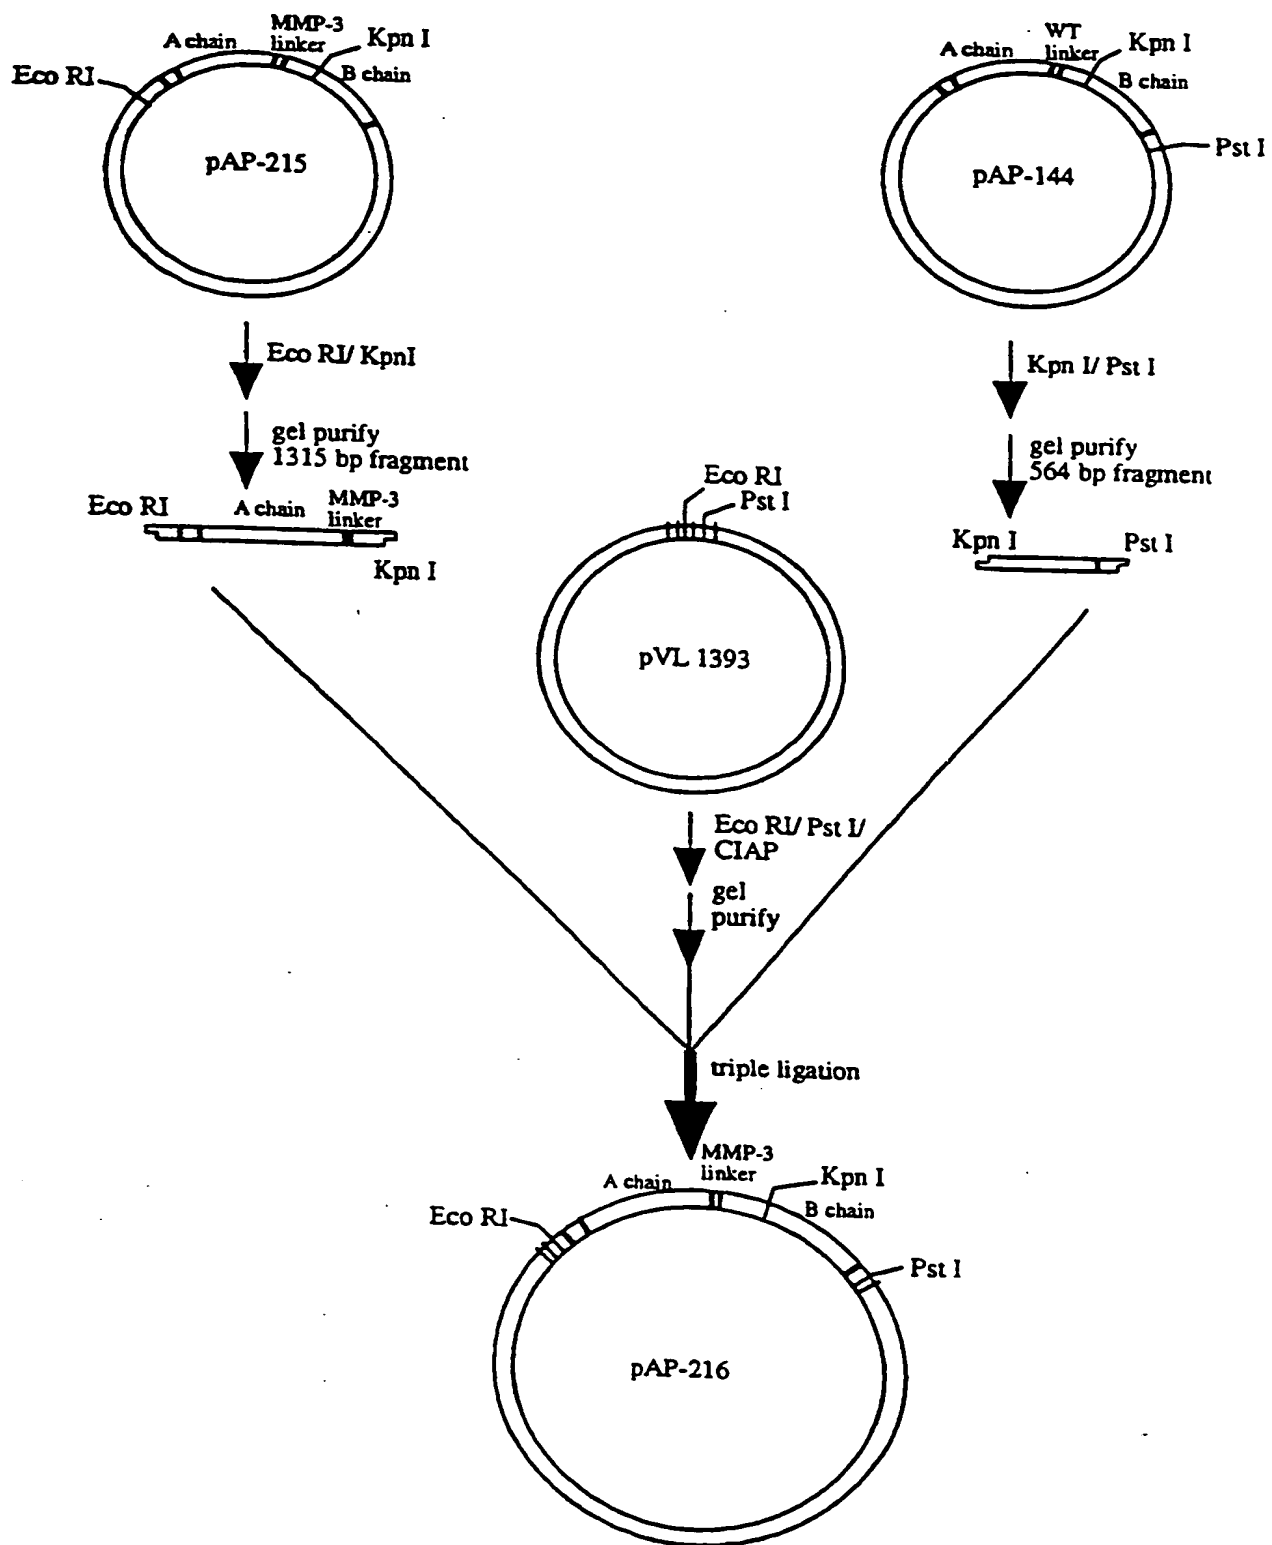 MMP-3
linker
A chain
Kpn I
Eco RI
B chain
pAP-215
WT
linker
A chain
Kpn I
B chain
Pst I
pAP-144
Eco RI/ KpnI
gel purify
1315 bp fragment
Kpn I/ Pst I
gel purify
564 bp fragment
Eco RI
A chain
MMP-3
linker
Kpn I
Eco RI
Pst I
Kpn I
Pst I
pVL 1393
Eco RI/ Pst I/
CIAP
gel
purify
triple ligation
MMP-3
linker
A chain
Kpn I
Eco RI
B chain
Pst I
pAP-216